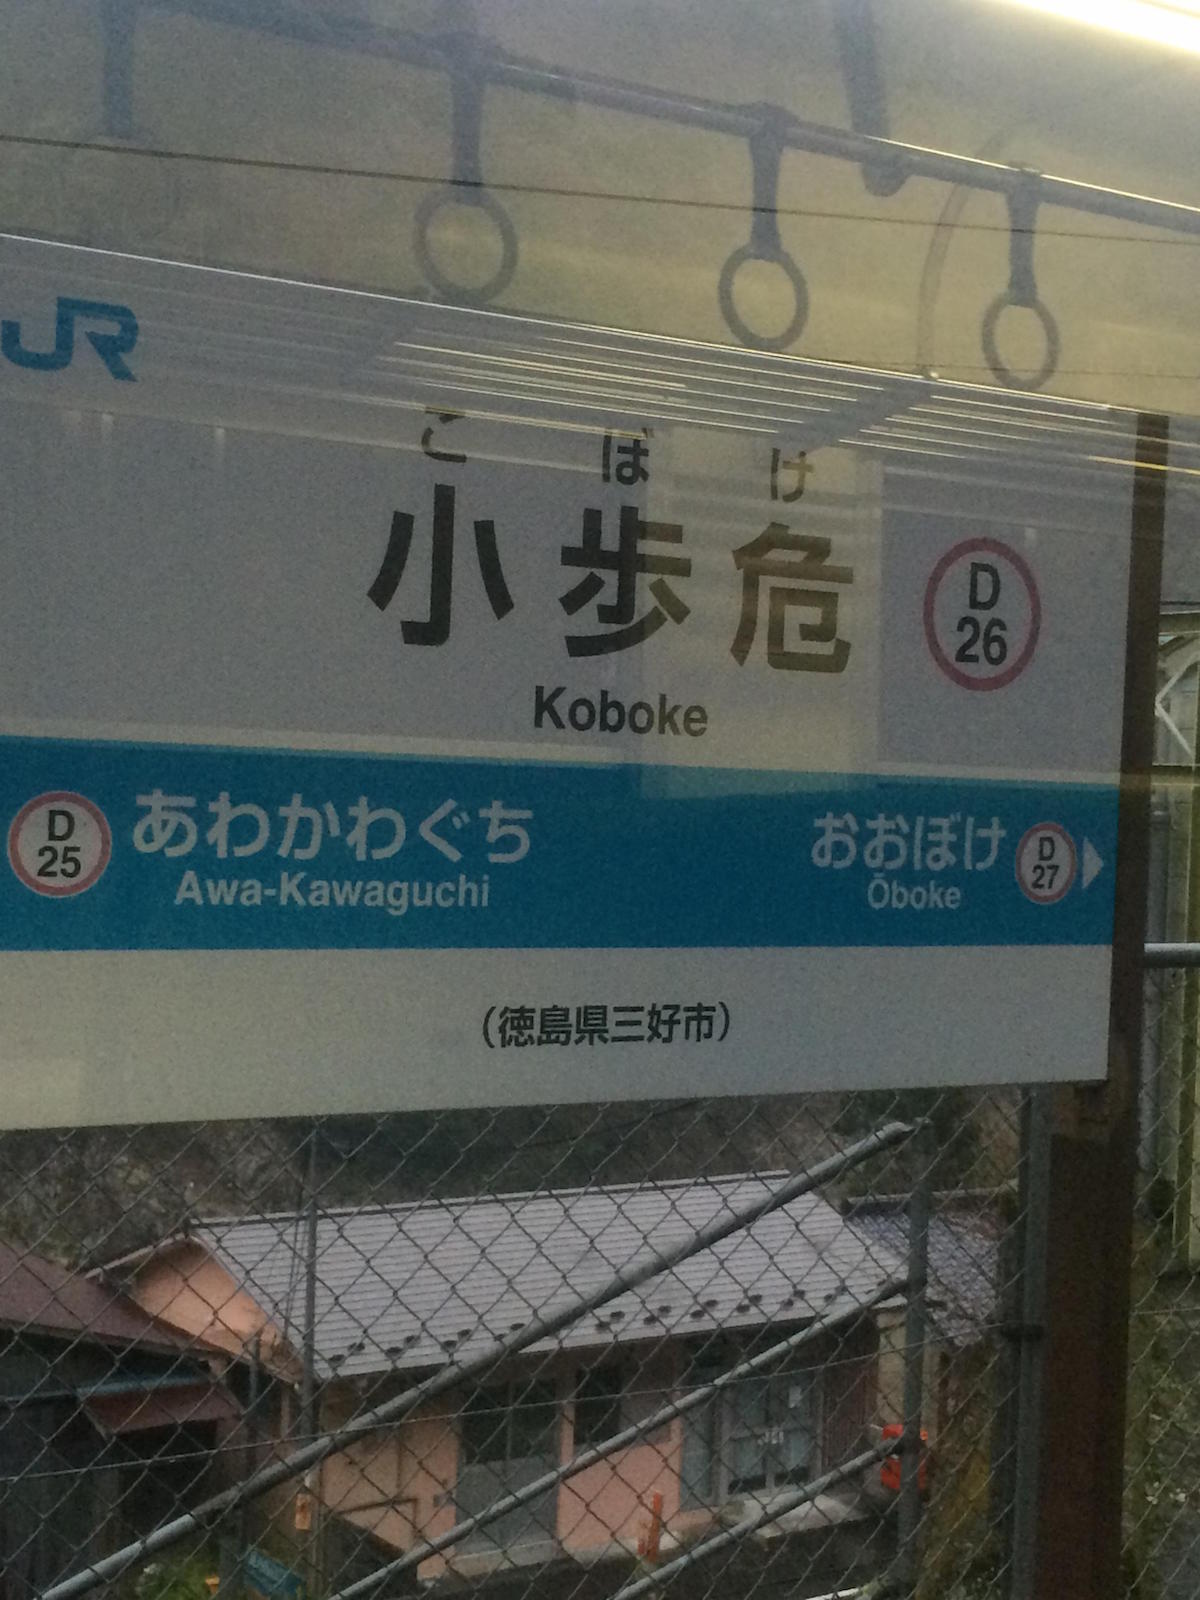 JR
こ ば け
小歩危
D
26
Koboke
D
25
あわかわぐち
Awa-Kawaguchi
おおぼけ
Ōboke
D
27
(徳島県三好市)